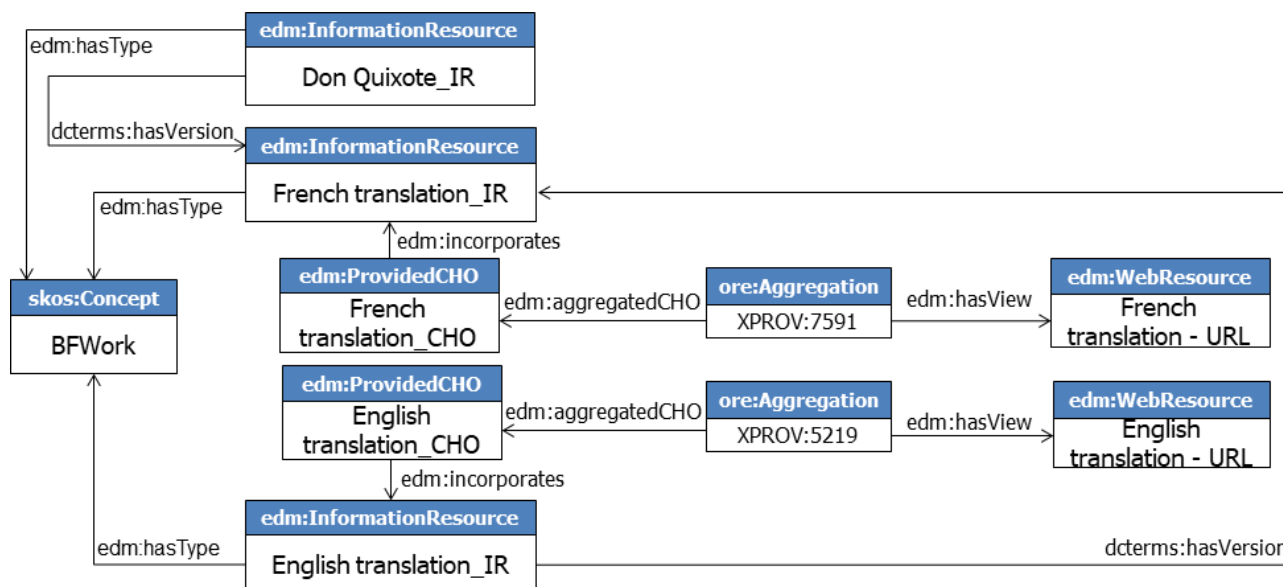 edm:InformationResource
edm:hasType
Don Quixote_IR
dcterms:hasVersion
edm:InformationResource
French translation_IR
edm:hasType
edm:incorporates
edm:ProvidedCHO
French
translation_CHO
edm:aggregatedCHO
ore:Aggregation
XPROV:7591
edm:hasView
edm:WebResource
French
translation - URL
skos:Concept
BFWork
edm:ProvidedCHO
English
translation_CHO
edm:aggregatedCHO
ore:Aggregation
XPROV:5219
edm:hasView
edm:WebResource
English
translation - URL
edm:incorporates
edm:InformationResource
edm:hasType
English translation_IR
dcterms:hasVersion